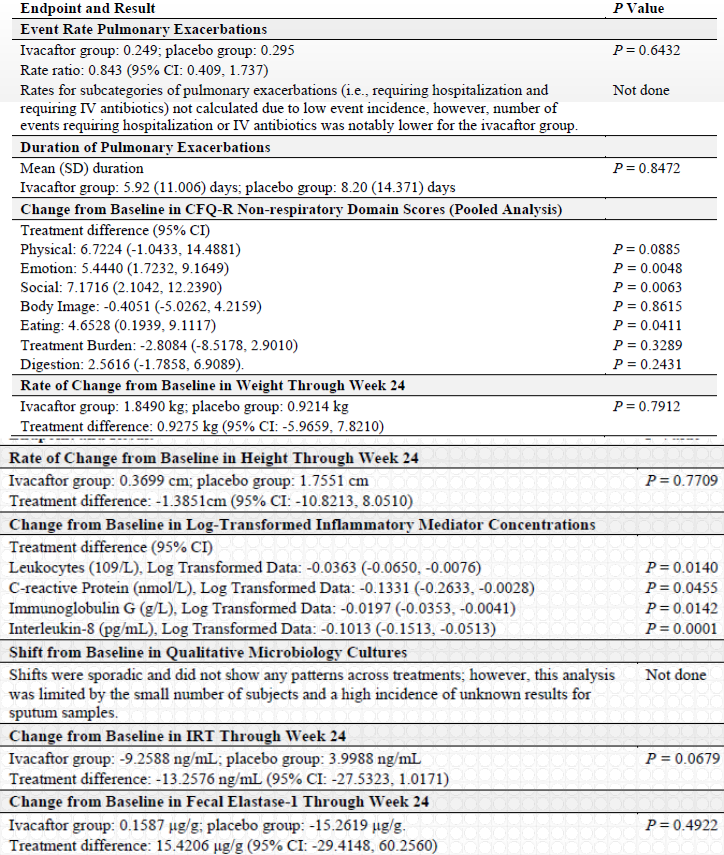 Endpoint and Result P Value
Event Rate Pulmonary Exacerbations
Ivacaftor group: 0.249; placebo group: 0.295 P = 0.6432
Rate ratio: 0.843 (95% CI: 0.409, 1.737)
Rates for subcategories of pulmonary exacerbations (i.e., requiring hospitalization and Not done
requiring IV antibiotics) not calculated due to low event incidence, however, number of
events requiring hospitalization or IV antibiotics was notably lower for the ivacaftor group.
Duration of Pulmonary Exacerbations
Mean (SD) duration P = 0.8472
Ivacaftor group: 5.92 (11.006) days; placebo group: 8.20 (14.371) days
Change from Baseline in CFQ-R Non-respiratory Domain Scores (Pooled Analysis)
Treatment difference (95% CI)
Physical: 6.7224 (-1.0433, 14.4881) P = 0.0885
Emotion: 5.4440 (1.7232, 9.1649) P = 0.0048
Social: 7.1716 (2.1042, 12.2390) P = 0.0063
Body Image: -0.4051 (-5.0262, 4.2159) P = 0.8615
Eating: 4.6528 (0.1939, 9.1117) P = 0.0411
Treatment Burden: -2.8084 (-8.5178, 2.9010) P = 0.3289
Digestion: 2.5616 (-1.7858, 6.9089). P = 0.2431
Rate of Change from Baseline in Weight Through Week 24
Ivacaftor group: 1.8490 kg; placebo group: 0.9214 kg P = 0.7912
Treatment difference: 0.9275 kg (95% CI: -5.9659, 7.8210)
Rate of Change from Baseline in Height Through Week 24
Ivacaftor group: 0.3699 cm; placebo group: 1.7551 cm P = 0.7709
Treatment difference: -1.3851cm (95% CI: -10.8213, 8.0510)
Change from Baseline in Log-Transformed Inflammatory Mediator Concentrations
Treatment difference (95% CI)
Leukocytes (109/L), Log Transformed Data: -0.0363 (-0.0650, -0.0076) P = 0.0140
C-reactive Protein (nmol/L), Log Transformed Data: -0.1331 (-0.2633, -0.0028) P = 0.0455
Immunoglobulin G (g/L), Log Transformed Data: -0.0197 (-0.0353, -0.0041) P = 0.0142
Interleukin-8 (pg/mL), Log Transformed Data: -0.1013 (-0.1513, -0.0513) P = 0.0001
Shift from Baseline in Qualitative Microbiology Cultures
Shifts were sporadic and did not show any patterns across treatments; however, this analysis Not done
was limited by the small number of subjects and a high incidence of unknown results for
sputum samples.
Change from Baseline in IRT Through Week 24
Ivacaftor group: -9.2588 ng/mL; placebo group: 3.9988 ng/mL P = 0.0679
Treatment difference: -13.2576 ng/mL (95% CI: -27.5323, 1.0171)
Change from Baseline in Fecal Elastase-1 Through Week 24
Ivacaftor group: 0.1587 µg/g; placebo group: -15.2619 µg/g. P = 0.4922
Treatment difference: 15.4206 µg/g (95% CI: -29.4148, 60.2560)